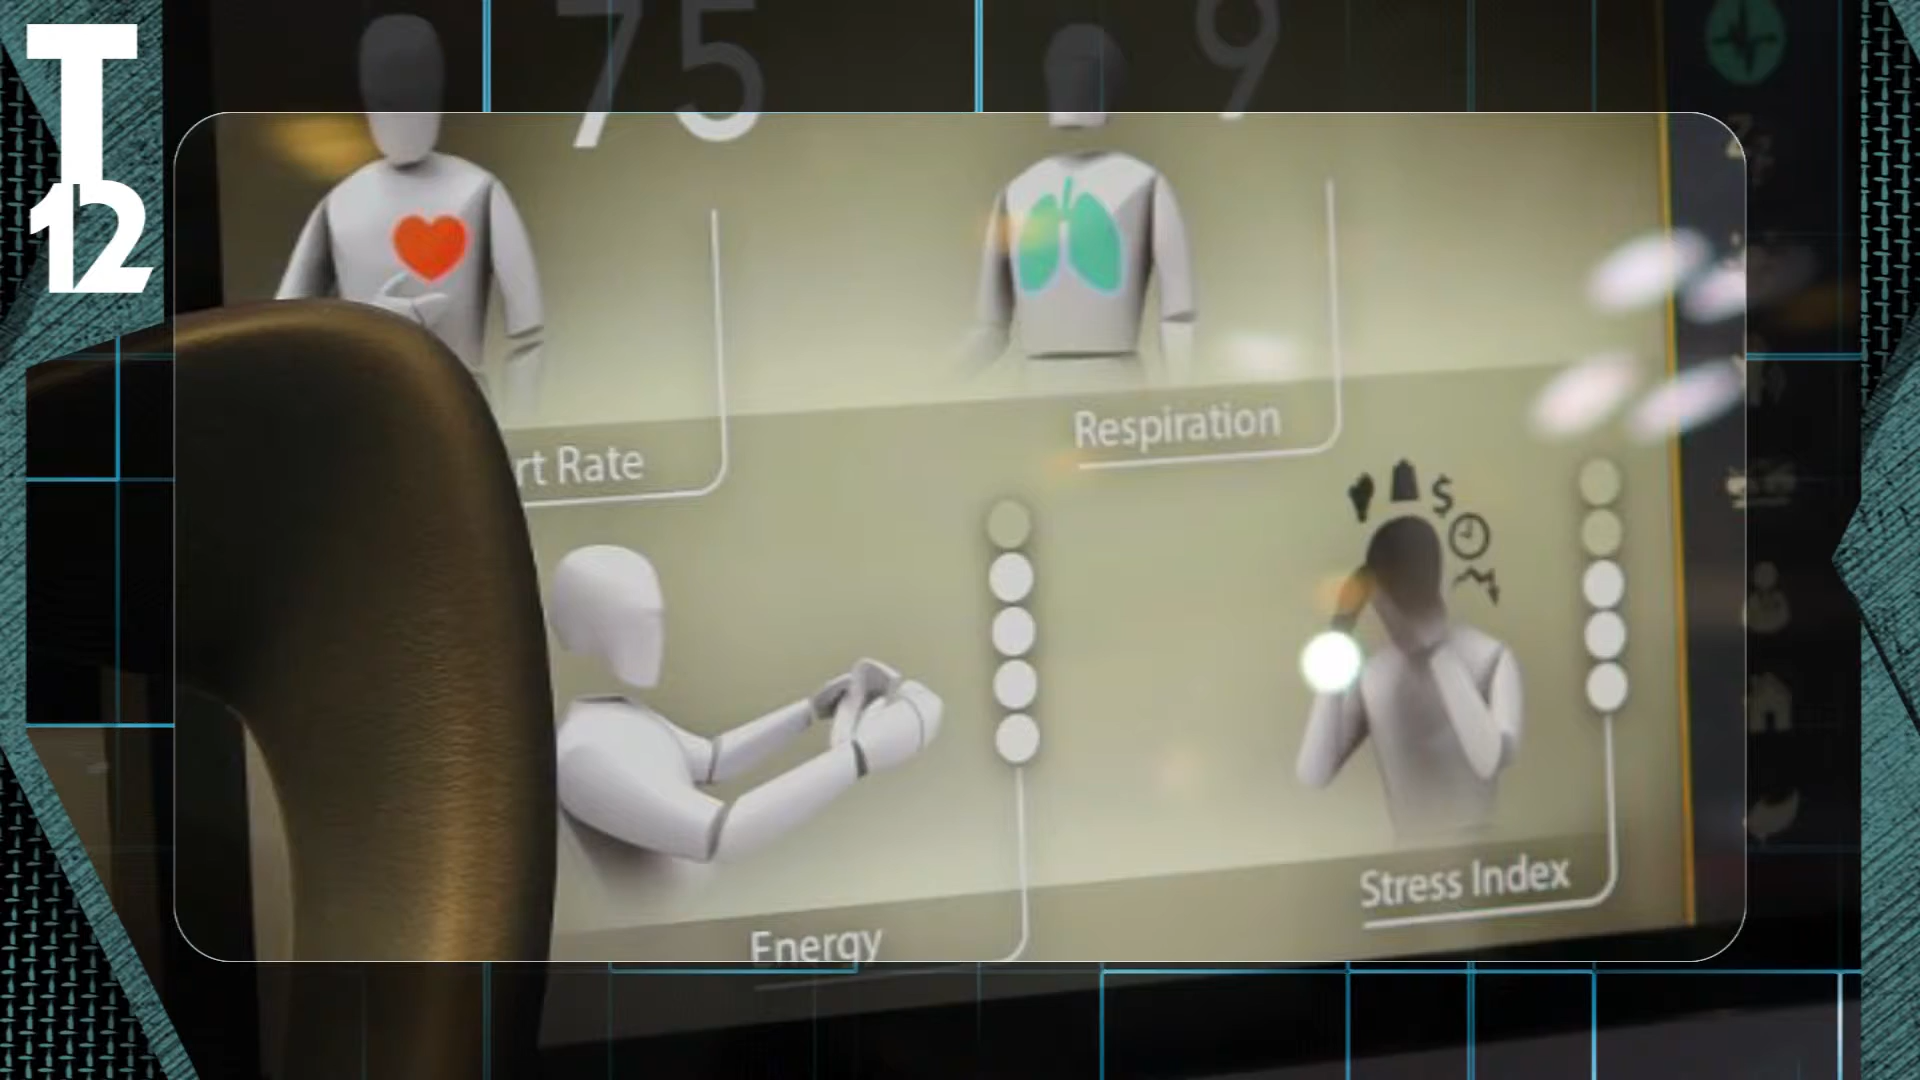 T
12
75
9
rt Rate
Respiration
$
Energy
Stress Index